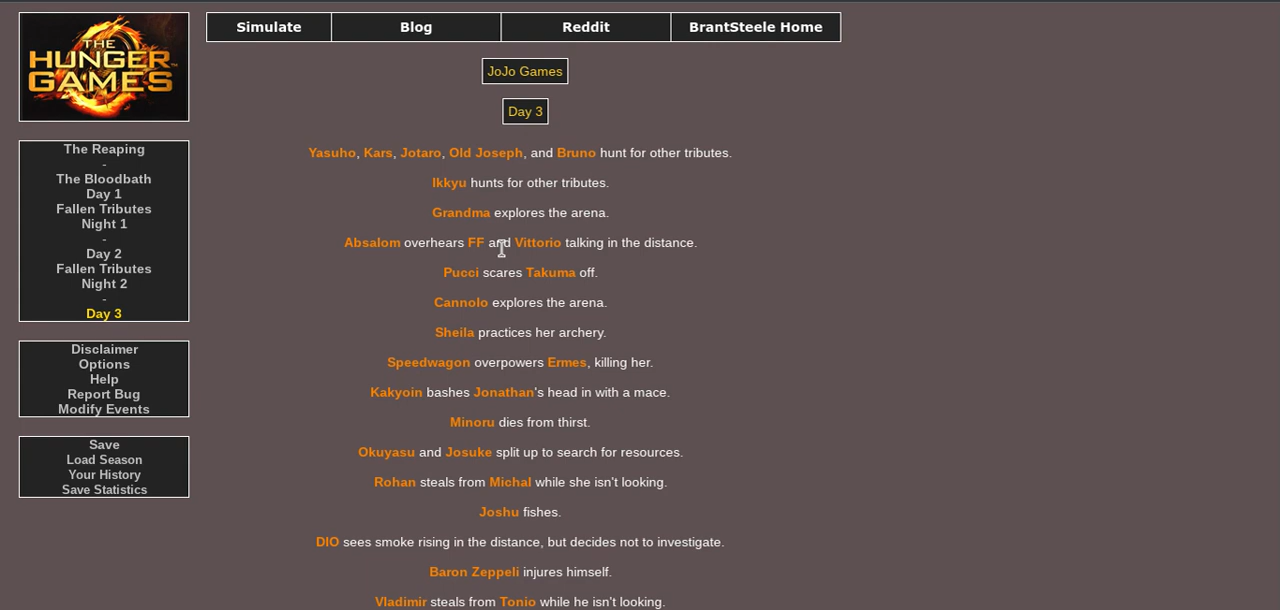 THE
HUNGER
GAMES
Simulate
Blog
Reddit
BrantSteele Home
The Reaping
-
The Bloodbath
Day 1
Fallen Tributes
Night 1
-
Day 2
Fallen Tributes
Night 2
-
Day 3
Disclaimer
Options
Help
Report Bug
Modify Events
Save
Load Season
Your History
Save Statistics
JoJo Games
Day 3
Yasuho, Kars, Jotaro, Old Joseph, and Bruno hunt for other tributes.
Ikkyu hunts for other tributes.
Grandma explores the arena.
Absalom overhears FF and Vittorio talking in the distance.
Pucci scares Takuma off.
Cannolo explores the arena.
Sheila practices her archery.
Speedwagon overpowers Ermes, killing her.
Kakyoin bashes Jonathan's head in with a mace.
Minoru dies from thirst.
Okuyasu and Josuke split up to search for resources.
Rohan steals from Michal while she isn't looking.
Joshu fishes.
DIO sees smoke rising in the distance, but decides not to investigate.
Baron Zeppeli injures himself.
Vladimir steals from Tonio while he isn't looking.